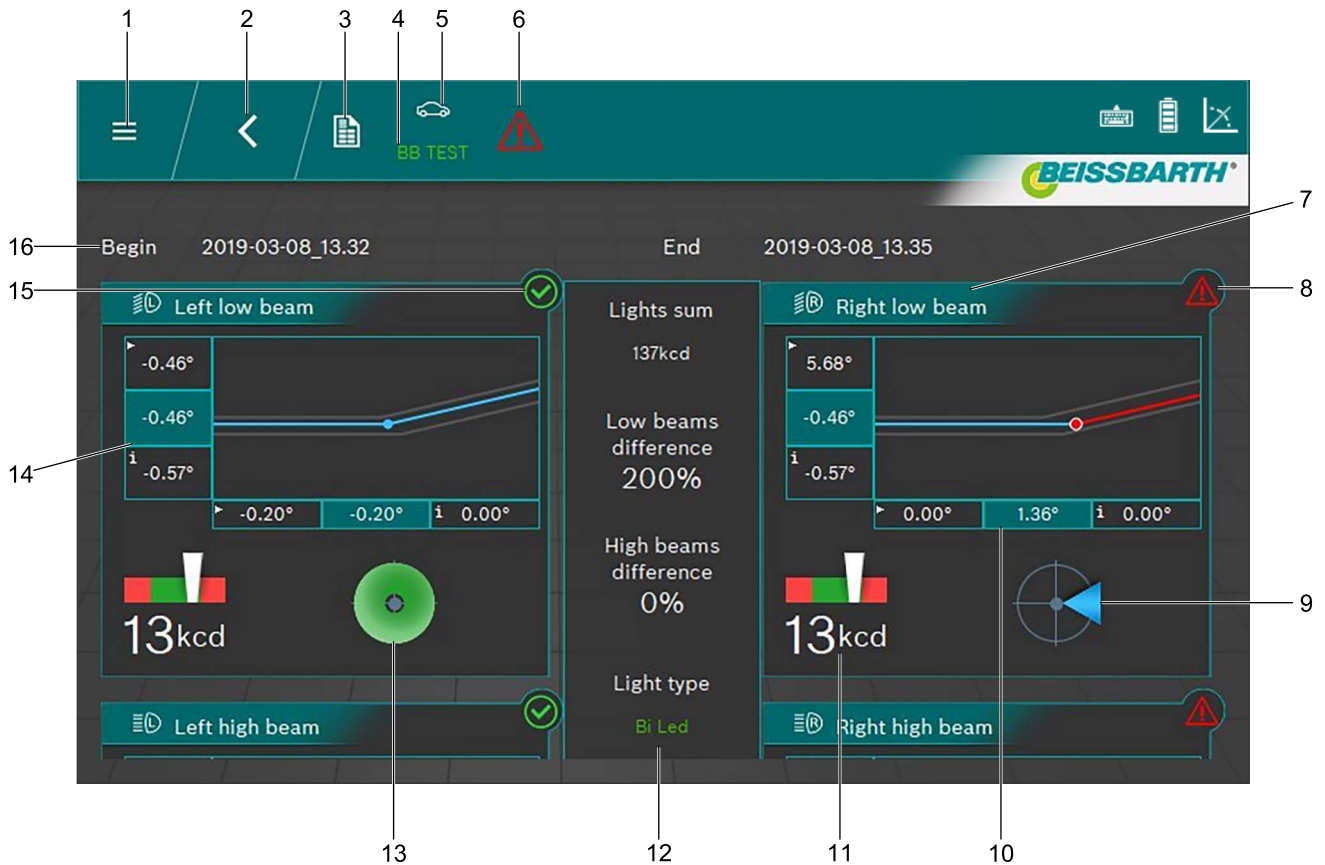 1 2 3 4 5 6
BB TEST
BEISSBARTH
7
16 Begin 2019-03-08_13.32 End 2019-03-08_13.35
15
8
L Left low beam
-0.46°
-0.46°
i -0.57°
-0.20° -0.20° i 0.00°
13kcd
14
Lights sum
137kcd
Low beams
difference
200%
High beams
difference
0%
Light type
Bi Led
R Right low beam
5.68°
-0.46°
i -0.57°
0.00° 1.36° i 0.00°
13kcd
9
L Left high beam
R Right high beam
13 12 11 10